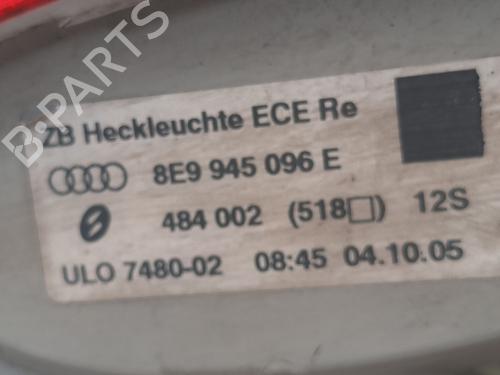 B-PARTS
ZB Heckleuchte ECE Re
8E9 945 096 E
484 002 (518□) 12S
ULO 7480-02 08:45 04.10.05